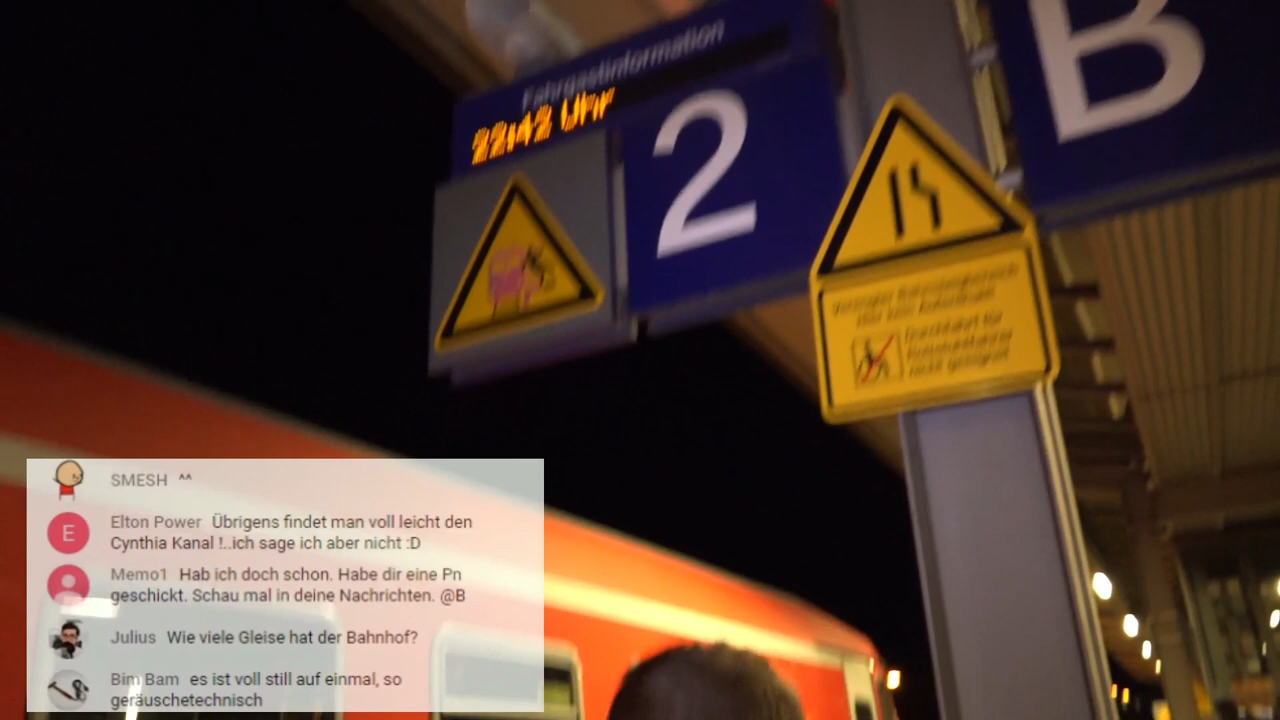 Fahrgastinformation
22:42 Uhr
2
B
Durchfahrt für
SMESH ^^
Elton Power Übrigens findet man voll leicht den
Cynthia Kanal !..ich sage ich aber nicht :D
Memo1 Hab ich doch schon. Habe dir eine Pn
geschickt. Schau mal in deine Nachrichten. @B
Julius Wie viele Gleise hat der Bahnhof?
E
Bim Bam es ist voll still auf einmal, so
geräuschetechnisch